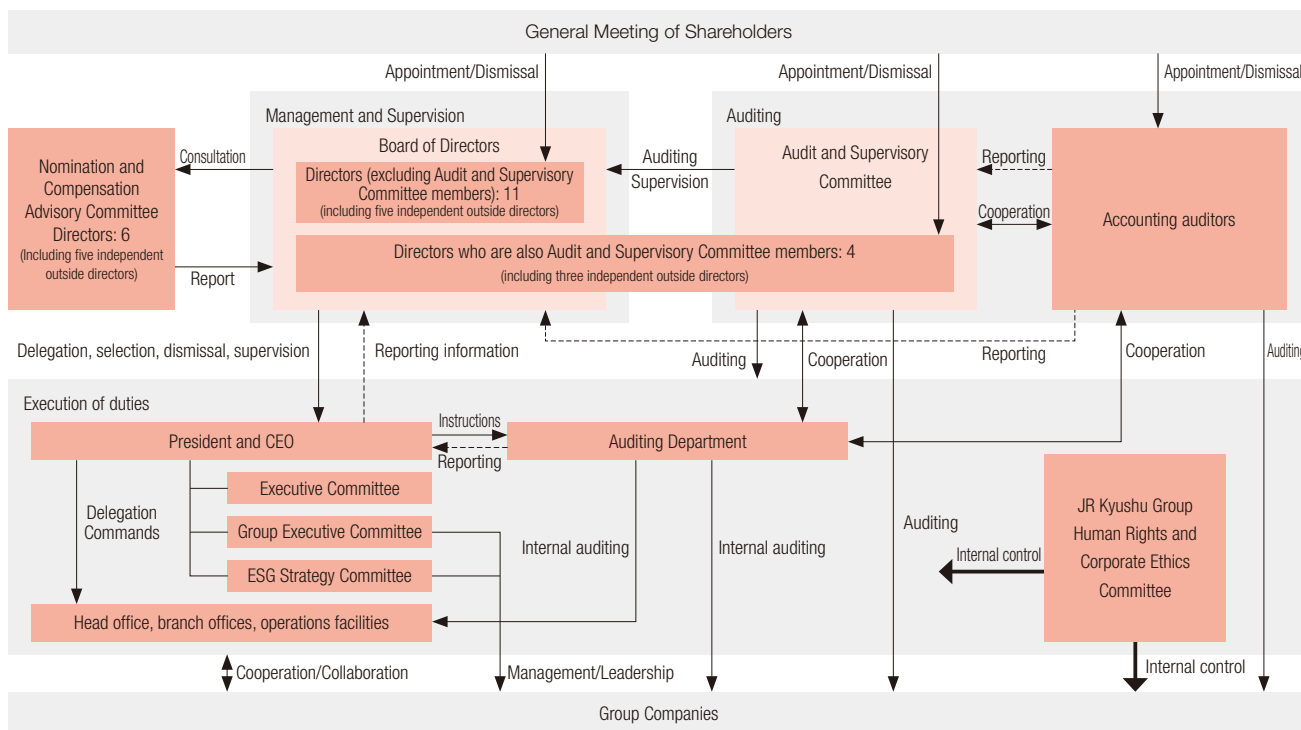 General Meeting of Shareholders
Appointment/Dismissal
Appointment/Dismissal
Appointment/Dismissal
Management and Supervision
Auditing
Nomination and
Compensation
Advisory Committee
Directors: 6
(Including five independent
outside directors)
Consultation
Report
Board of Directors
Directors (excluding Audit and Supervisory
Committee members): 11
(including five independent outside directors)
Auditing
Supervision
Audit and Supervisory
Committee
Reporting
Cooperation
Accounting auditors
Directors who are also Audit and Supervisory Committee members: 4
(including three independent outside directors)
Delegation, selection, dismissal, supervision
Reporting information
Auditing
Cooperation
Reporting
Cooperation
Auditing
Execution of duties
President and CEO
Instructions
Reporting
Auditing Department
Executive Committee
Group Executive Committee
ESG Strategy Committee
Delegation
Commands
Internal auditing
Internal auditing
Auditing
Internal control
JR Kyushu Group
Human Rights and
Corporate Ethics
Committee
Head office, branch offices, operations facilities
Cooperation/Collaboration
Management/Leadership
Internal control
Group Companies